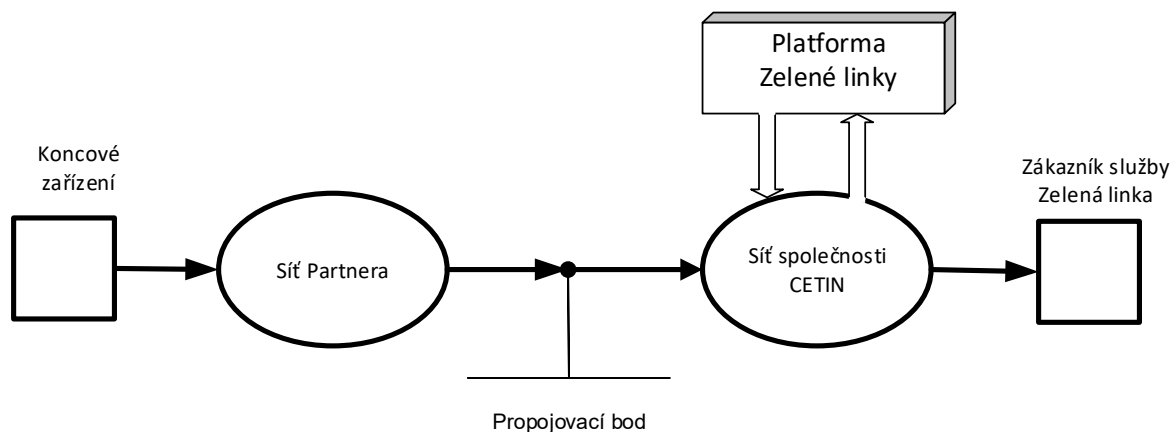 Platforma
Zelené linky
Koncové
zařízení
Zákazník služby
Zelená linka
Síť Partnera
Síť společnosti
CETIN
Propojovací bod